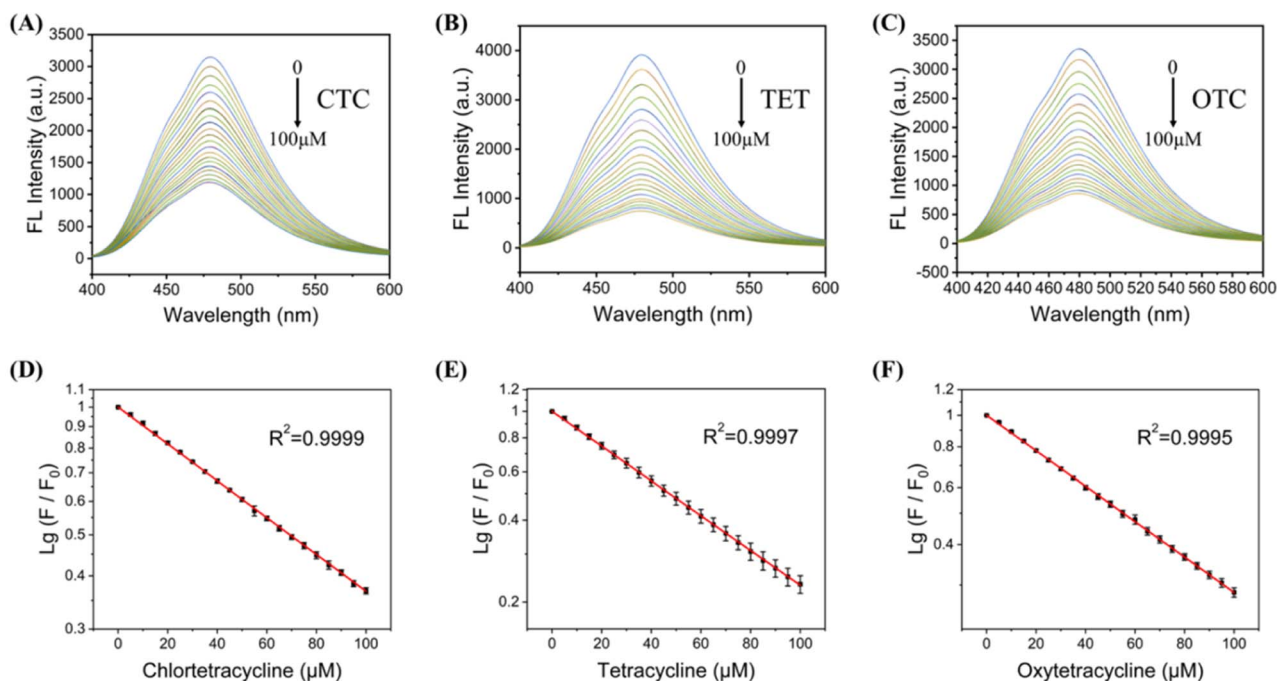 (A)
3500
3000
2500
2000
1500
1000
500
0
FL Intensity (a.u.)
0
CTC
100μM
400 450 500 550 600
Wavelength (nm)
(B)
4000
3000
2000
1000
0
FL Intensity (a.u.)
0
TET
100μM
400 450 500 550 600
Wavelength (nm)
(C)
3500
3000
2500
2000
1500
1000
500
0
-500
FL Intensity (a.u.)
0
OTC
100μM
400 420 440 460 480 500 520 540 560 580 600
Wavelength (nm)
(D)
1.1
1
0.9
0.8
0.7
0.6
0.5
0.4
0.3
Lg (F / F₀)
R²=0.9999
0 20 40 60 80 100
Chlortetracycline (μM)
(E)
1.2
1
0.8
0.6
0.4
0.2
Lg (F / F₀)
R²=0.9997
0 20 40 60 80 100
Tetracycline (μM)
(F)
1.2
1
0.8
0.6
0.4
Lg (F / F₀)
R²=0.9995
0 20 40 60 80 100
Oxytetracycline (μM)